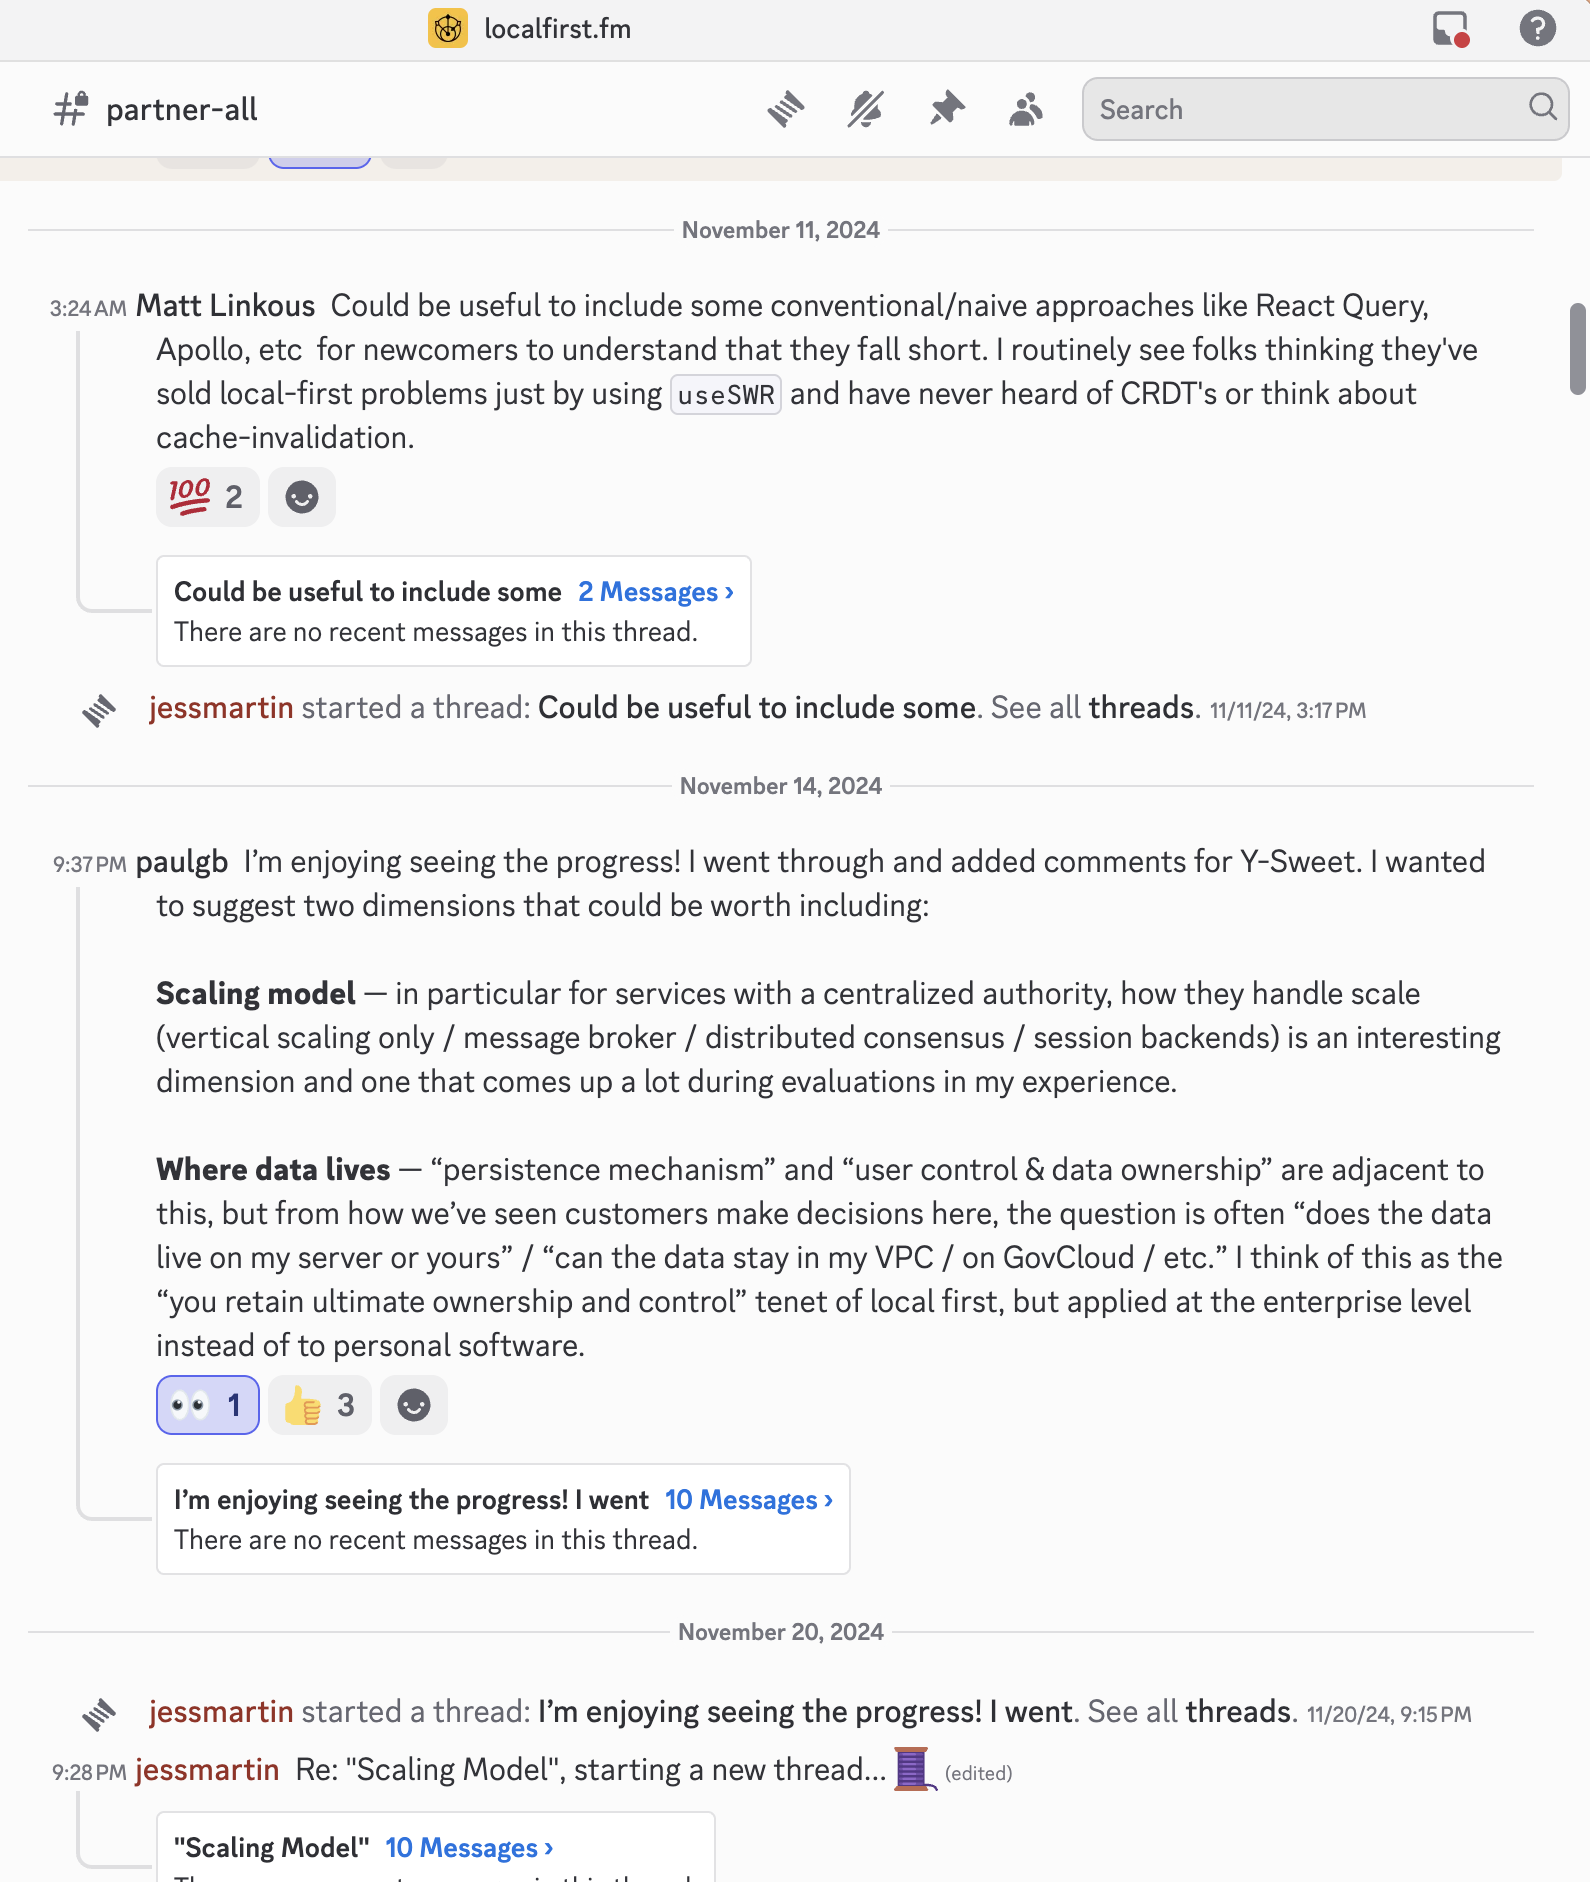 localfirst.fm
partner-all
Search
November 11, 2024
3:24 AM Matt Linkous Could be useful to include some conventional/naive approaches like React Query,
Apollo, etc for newcomers to understand that they fall short. I routinely see folks thinking they've
sold local-first problems just by using useSWR and have never heard of CRDT's or think about
cache-invalidation.
100 2
Could be useful to include some 2 Messages ›
There are no recent messages in this thread.
jessmartin started a thread: Could be useful to include some. See all threads. 11/11/24, 3:17 PM
November 14, 2024
9:37 PM paulgb I’m enjoying seeing the progress! I went through and added comments for Y-Sweet. I wanted
to suggest two dimensions that could be worth including:
Scaling model — in particular for services with a centralized authority, how they handle scale
(vertical scaling only / message broker / distributed consensus / session backends) is an interesting
dimension and one that comes up a lot during evaluations in my experience.
Where data lives — “persistence mechanism” and “user control & data ownership” are adjacent to
this, but from how we’ve seen customers make decisions here, the question is often “does the data
live on my server or yours” / “can the data stay in my VPC / on GovCloud / etc.” I think of this as the
“you retain ultimate ownership and control” tenet of local first, but applied at the enterprise level
instead of to personal software.
1 3
I’m enjoying seeing the progress! I went 10 Messages ›
There are no recent messages in this thread.
November 20, 2024
jessmartin started a thread: I’m enjoying seeing the progress! I went. See all threads. 11/20/24, 9:15 PM
9:28 PM jessmartin Re: "Scaling Model", starting a new thread... (edited)
"Scaling Model" 10 Messages ›